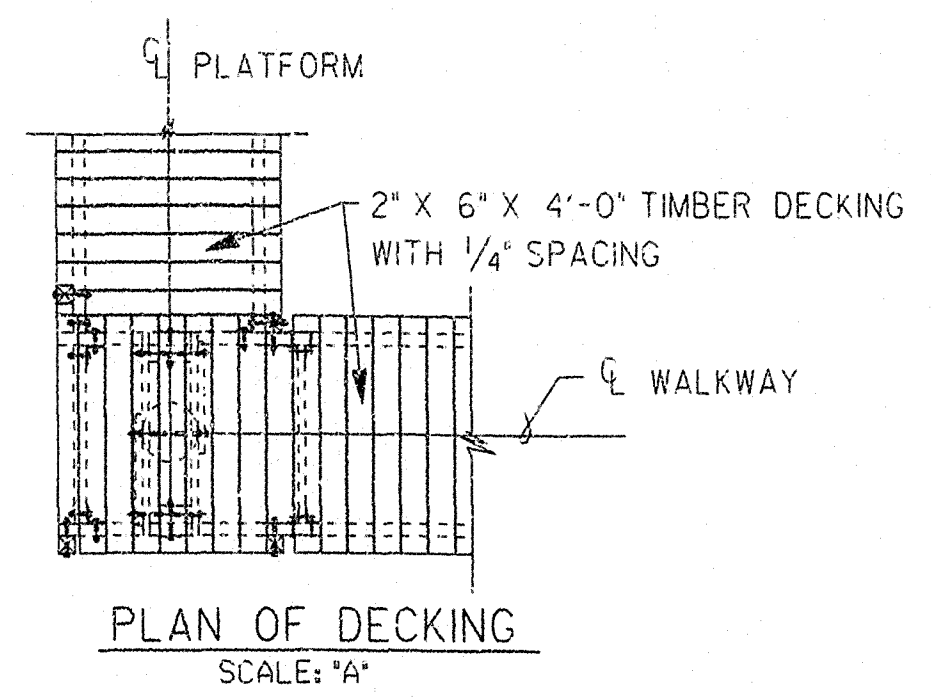 ℄ PLATFORM
2" X 6" X 4'-0" TIMBER DECKING
WITH 1/4" SPACING
℄ WALKWAY
PLAN OF DECKING
SCALE: "A"